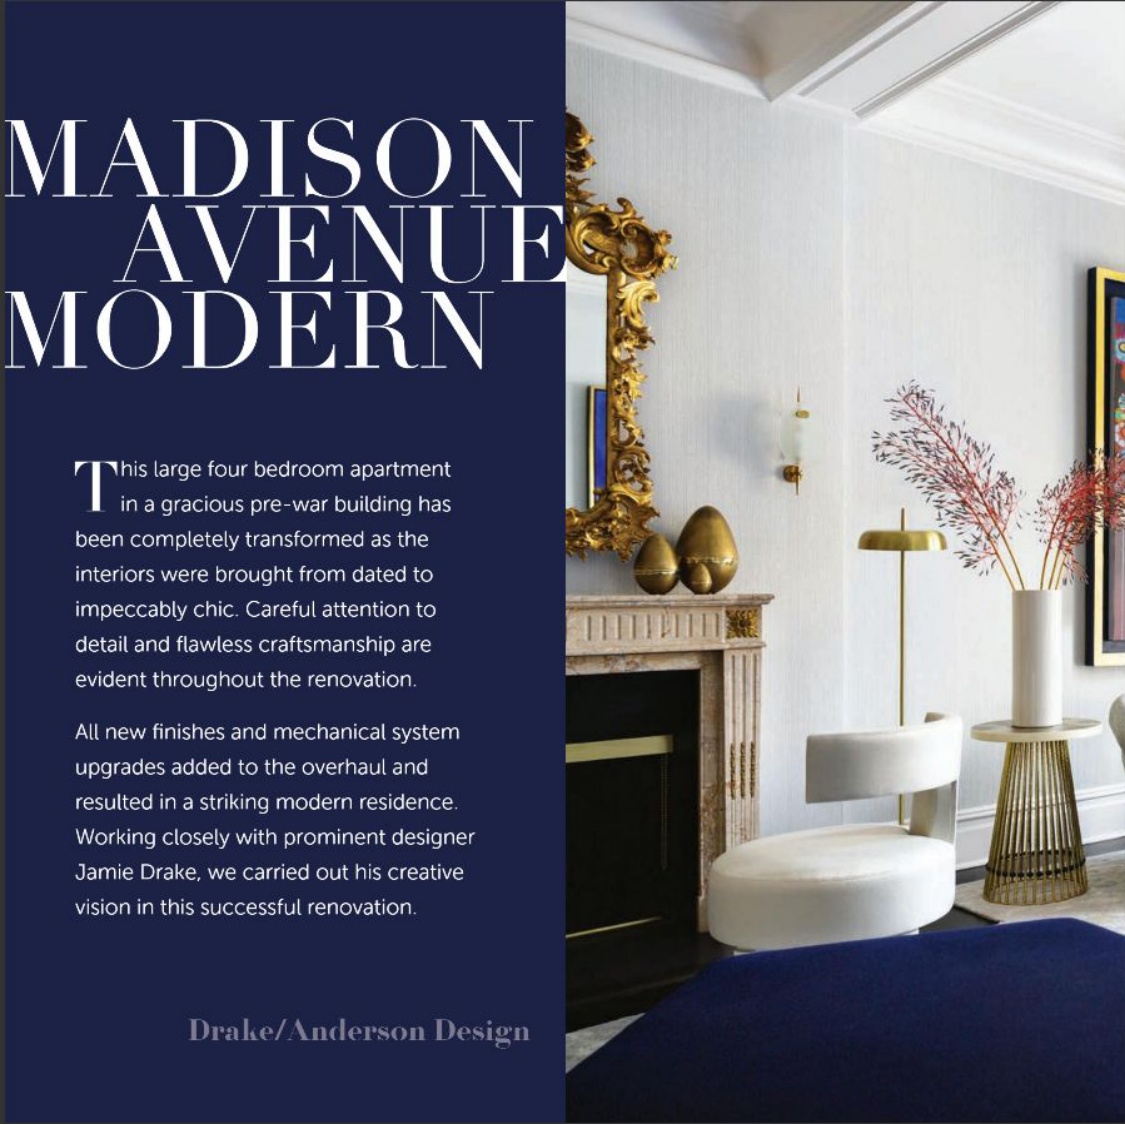 MADISON
AVENUE
MODERN
This large four bedroom apartment
in a gracious pre-war building has
been completely transformed as the
interiors were brought from dated to
impeccably chic. Careful attention to
detail and flawless craftsmanship are
evident throughout the renovation.
All new finishes and mechanical system
upgrades added to the overhaul and
resulted in a striking modern residence.
Working closely with prominent designer
Jamie Drake, we carried out his creative
vision in this successful renovation.
Drake/Anderson Design